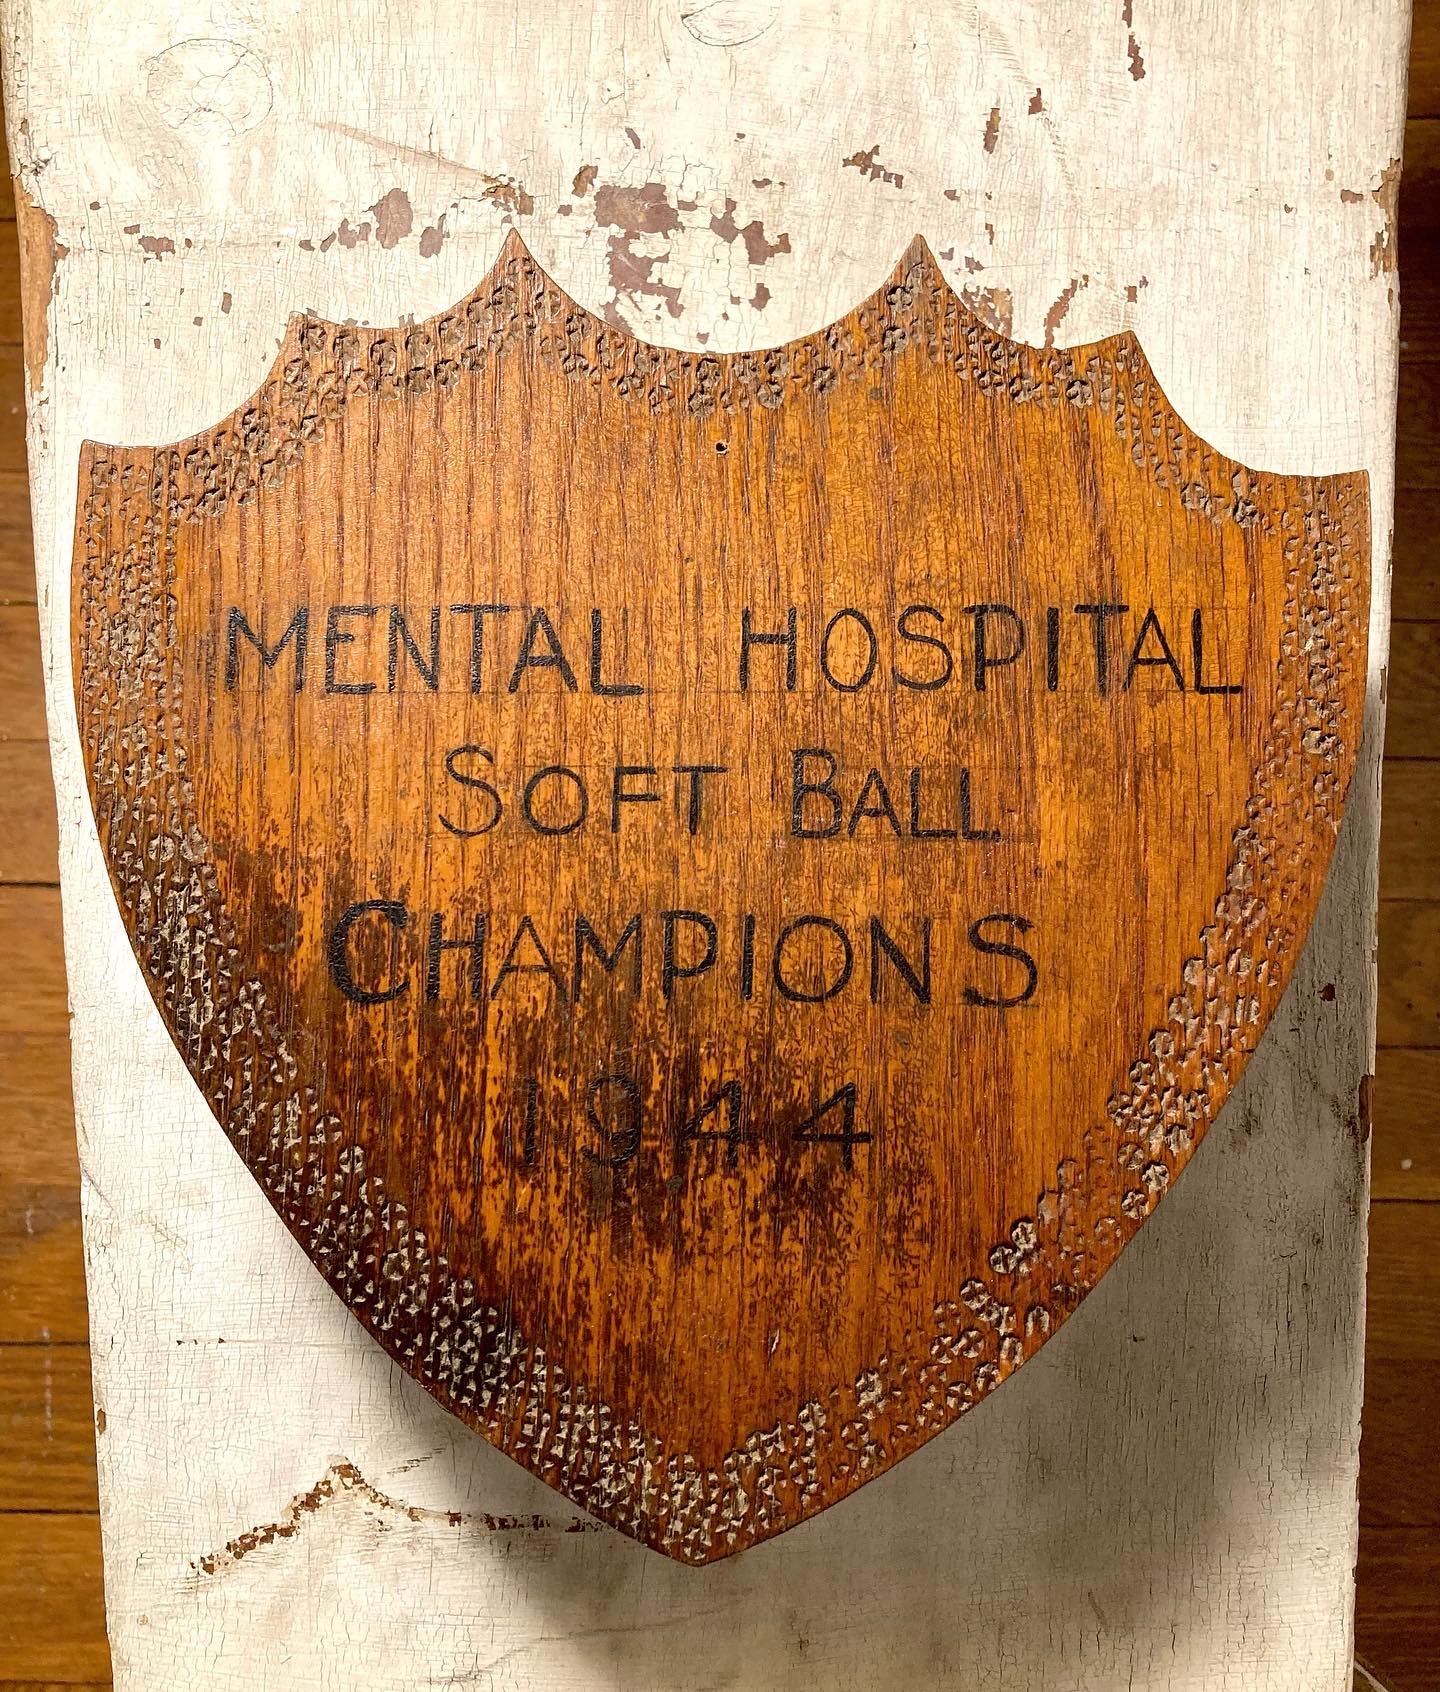 MENTAL HOSPITAL
SOFT BALL
CHAMPIONS
1944